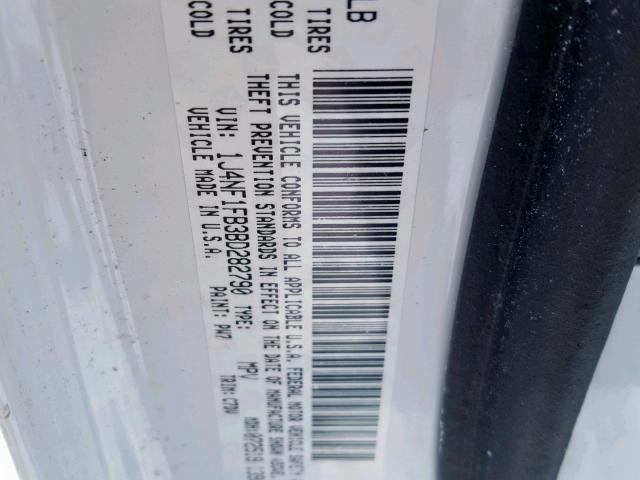 LB
TIRES
COLD
TIRES
COLD
THIS VEHICLE CONFORMS TO ALL APPLICABLE U.S.A. FEDERAL MOTOR VEHICLE SAFETY
THEFT PREVENTION STANDARDS IN EFFECT ON THE DATE OF MANUFACTURE SHOWN ABOVE.
VIN: 1J4NF1FB3BD282790 TYPE: MPV
VEHICLE MADE IN U.S.A. PAINT: PW7 TRIM: